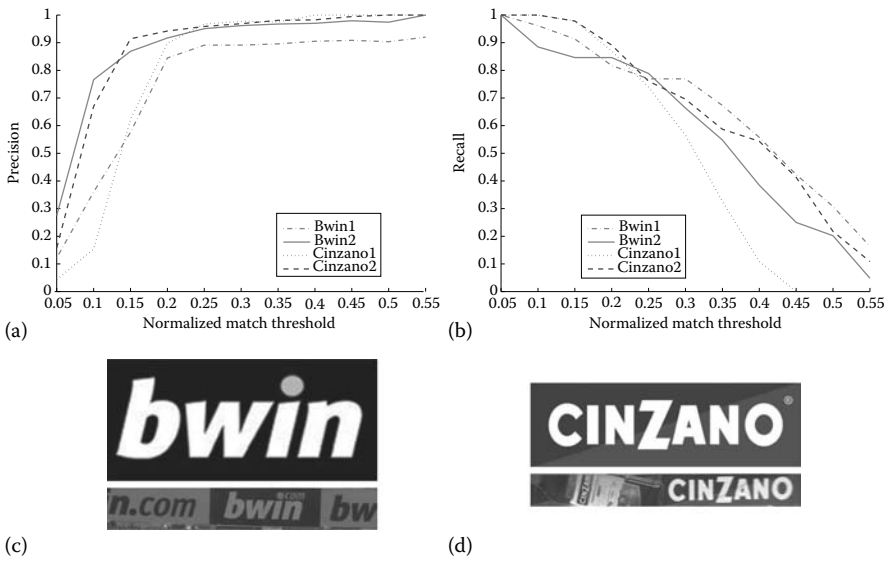 1
0.9
0.8
0.7
0.6
0.5
0.4
0.3
0.2
0.1
0
Precision
Bwin1
Bwin2
Cinzano1
Cinzano2
0.05 0.1 0.15 0.2 0.25 0.3 0.35 0.4 0.45 0.5 0.55
Normalized match threshold
(a)
1
0.9
0.8
0.7
0.6
0.5
0.4
0.3
0.2
0.1
0
Recall
Bwin1
Bwin2
Cinzano1
Cinzano2
0.05 0.1 0.15 0.2 0.25 0.3 0.35 0.4 0.45 0.5 0.55
Normalized match threshold
(b)
bwin
in.com bwin.com bw
(c)
CINZANO®
CINZANO CINZANO
(d)